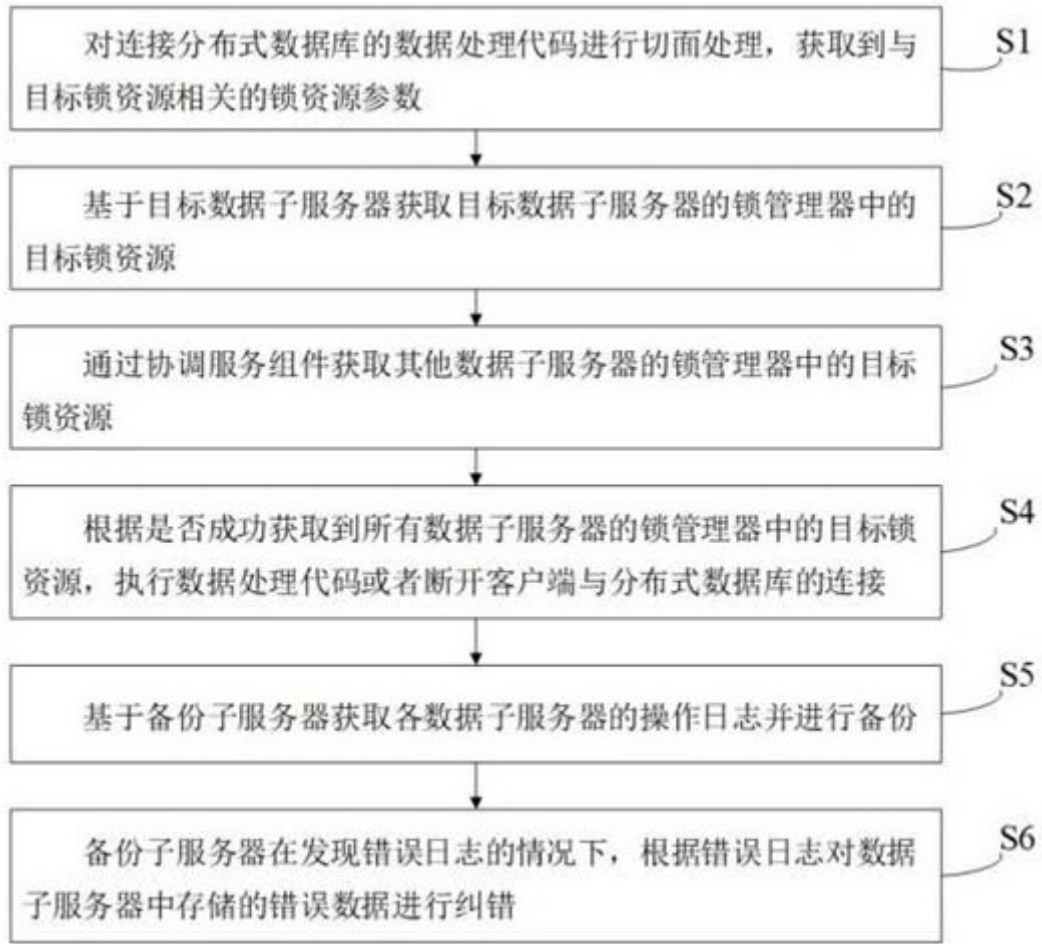 对连接分布式数据库的数据处理代码进行切面处理，获取到与
目标锁资源相关的锁资源参数
S1
基于目标数据子服务器获取目标数据子服务器的锁管理器中的
目标锁资源
S2
通过协调服务组件获取其他数据子服务器的锁管理器中的目标
锁资源
S3
根据是否成功获取到所有数据子服务器的锁管理器中的目标锁
资源，执行数据处理代码或者断开客户端与分布式数据库的连接
S4
基于备份子服务器获取各数据子服务器的操作日志并进行备份
S5
备份子服务器在发现错误日志的情况下，根据错误日志对数据
子服务器中存储的错误数据进行纠错
S6